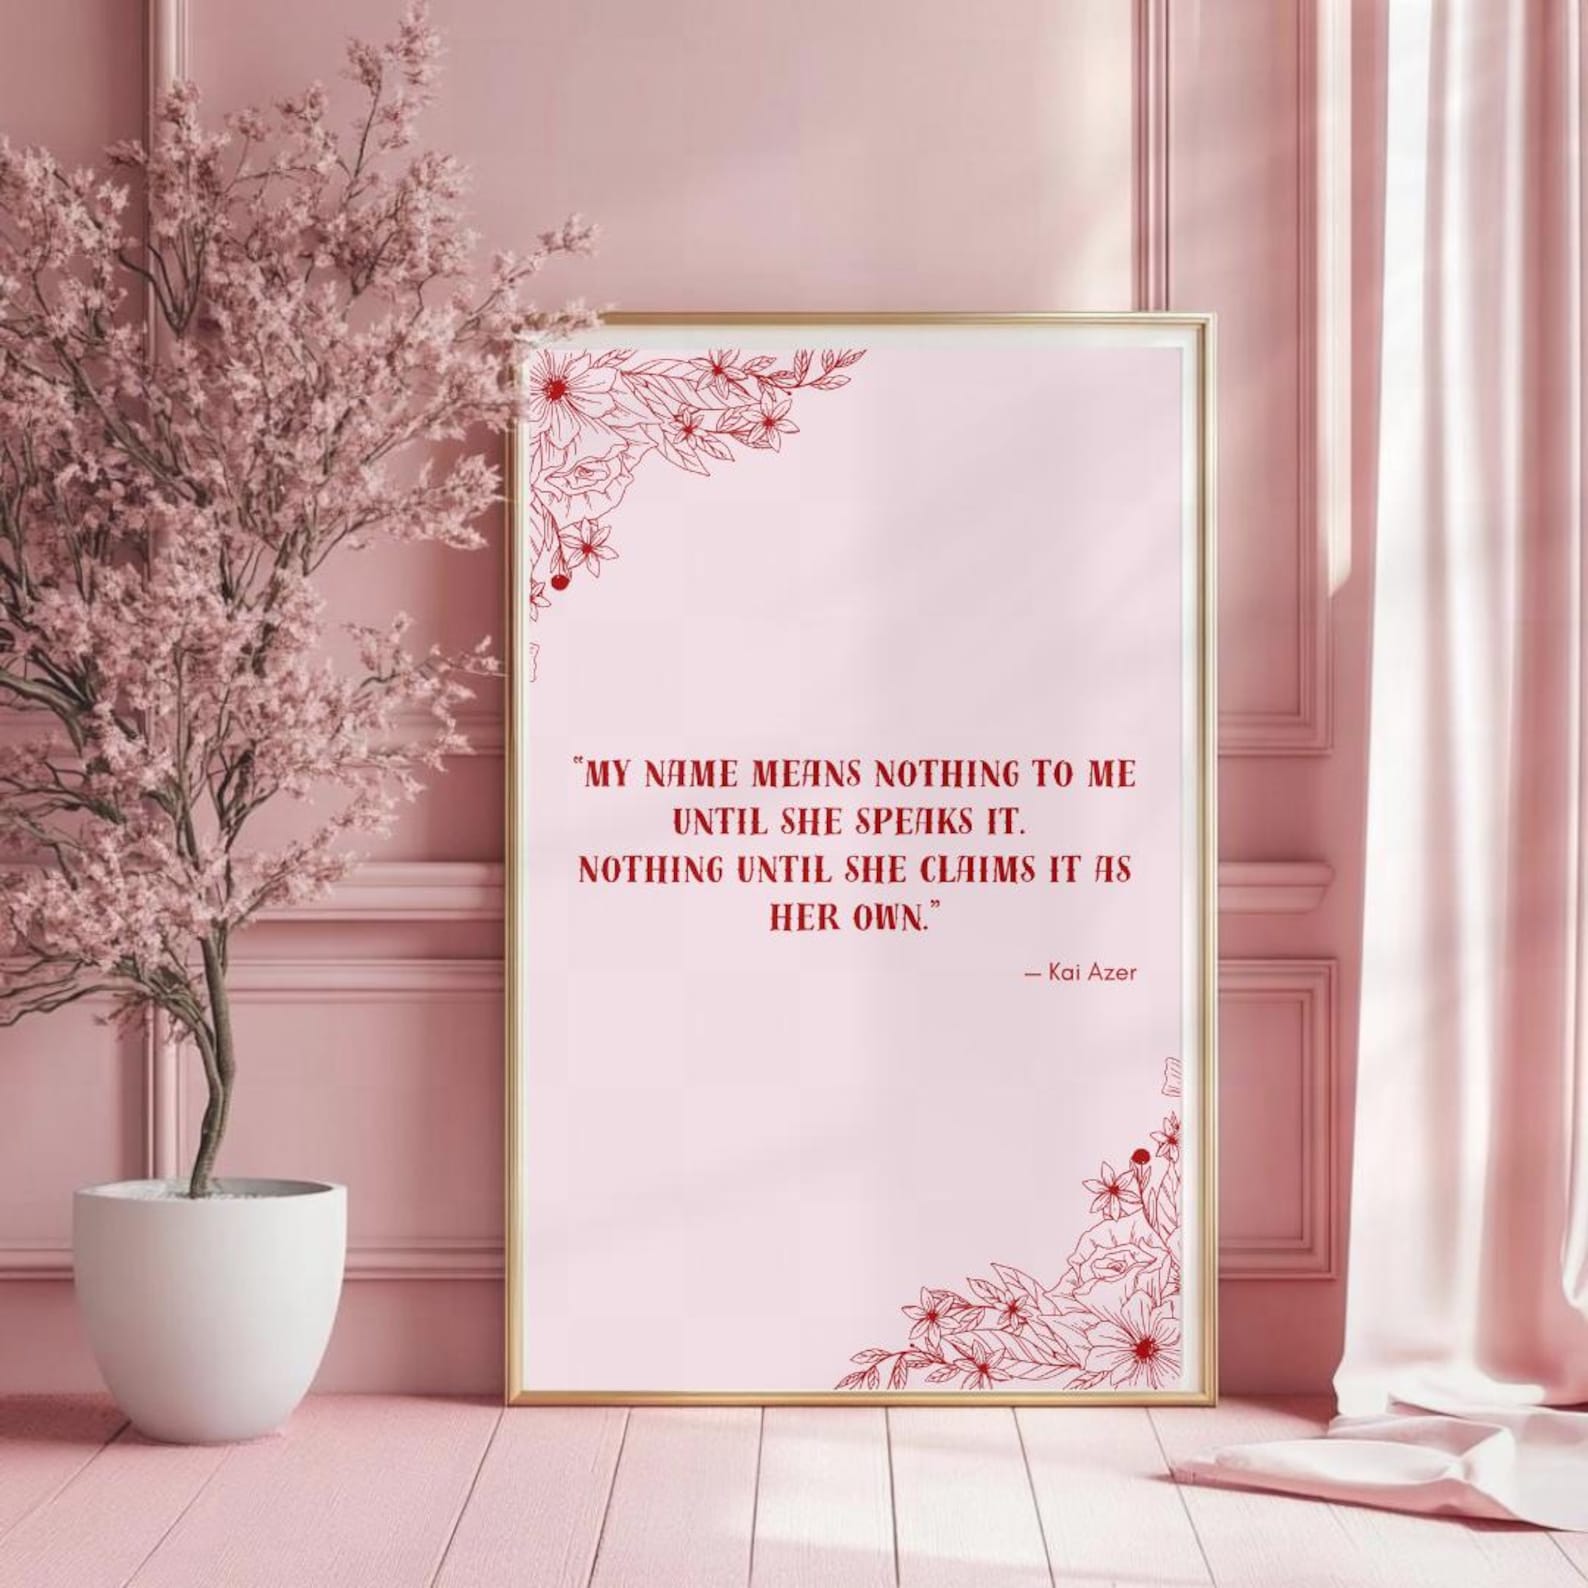 “MY NAME MEANS NOTHING TO ME
UNTIL SHE SPEAKS IT.
NOTHING UNTIL SHE CLAIMS IT AS
HER OWN.”
— Kai Azer